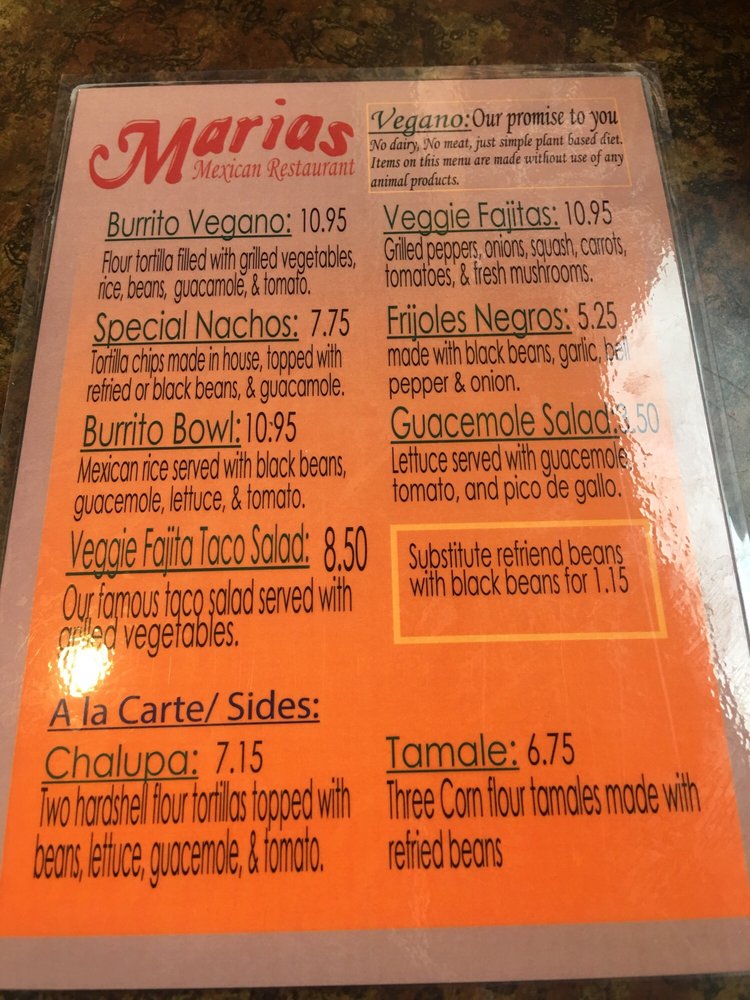 Marias
Mexican Restaurant
Vegano: Our promise to you
No dairy, No meat, just simple plant based diet.
Items on this menu are made without use of any
animal products.
Burrito Vegano: 10.95
Flour tortilla filled with grilled vegetables,
rice, beans, guacamole, & tomato.
Special Nachos: 7.75
Tortilla chips made in house, topped with
refried or black beans, & guacamole.
Burrito Bowl: 10.95
Mexican rice served with black beans,
guacemole, lettuce, & tomato.
Veggie Fajita Taco Salad: 8.50
Our famous taco salad served with
grilled vegetables.
Veggie Fajitas: 10.95
Grilled peppers, onions, squash, carrots,
tomatoes, & fresh mushrooms.
Frijoles Negros: 5.25
made with black beans, garlic, bell
pepper & onion.
Guacemole Salad: 3.50
Lettuce served with guacemole,
tomato, and pico de gallo.
Substitute refriend beans
with black beans for 1.15
A la Carte/ Sides:
Chalupa: 7.15
Two hardshell flour tortillas topped with
beans, lettuce, guacemole, & tomato.
Tamale: 6.75
Three Corn flour tamales made with
refried beans